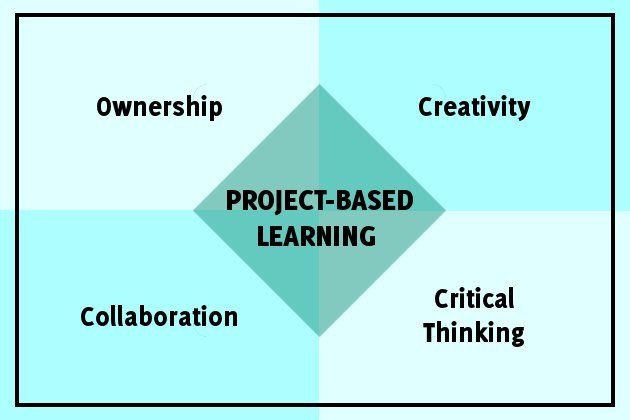 Ownership
Creativity
PROJECT-BASED
LEARNING
Collaboration
Critical
Thinking